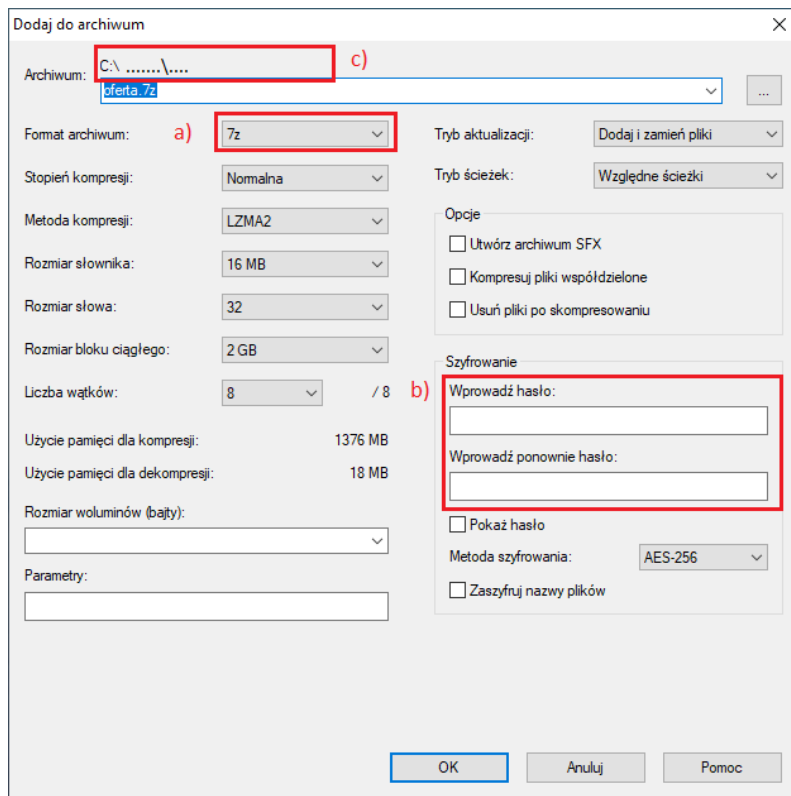 Dodaj do archiwum
Archiwum:
C:\ .......\....
c)
oferta.7z
...
Format archiwum:
a)
7z
Tryb aktualizacji:
Dodaj i zamień pliki
Stopień kompresji:
Normalna
Tryb ścieżek:
Względne ścieżki
Metoda kompresji:
LZMA2
Opcje
Utwórz archiwum SFX
Rozmiar słownika:
16 MB
Kompresuj pliki współdzielone
Rozmiar słowa:
32
Usuń pliki po skompresowaniu
Rozmiar bloku ciągłego:
2 GB
Szyfrowanie
Liczba wątków:
8
/ 8
b)
Wprowadź hasło:
Użycie pamięci dla kompresji:
1376 MB
Wprowadź ponownie hasło:
Użycie pamięci dla dekompresji:
18 MB
Rozmiar woluminów (bajty):
Pokaż hasło
Metoda szyfrowania:
AES-256
Parametry:
Zaszyfruj nazwy plików
OK
Anuluj
Pomoc